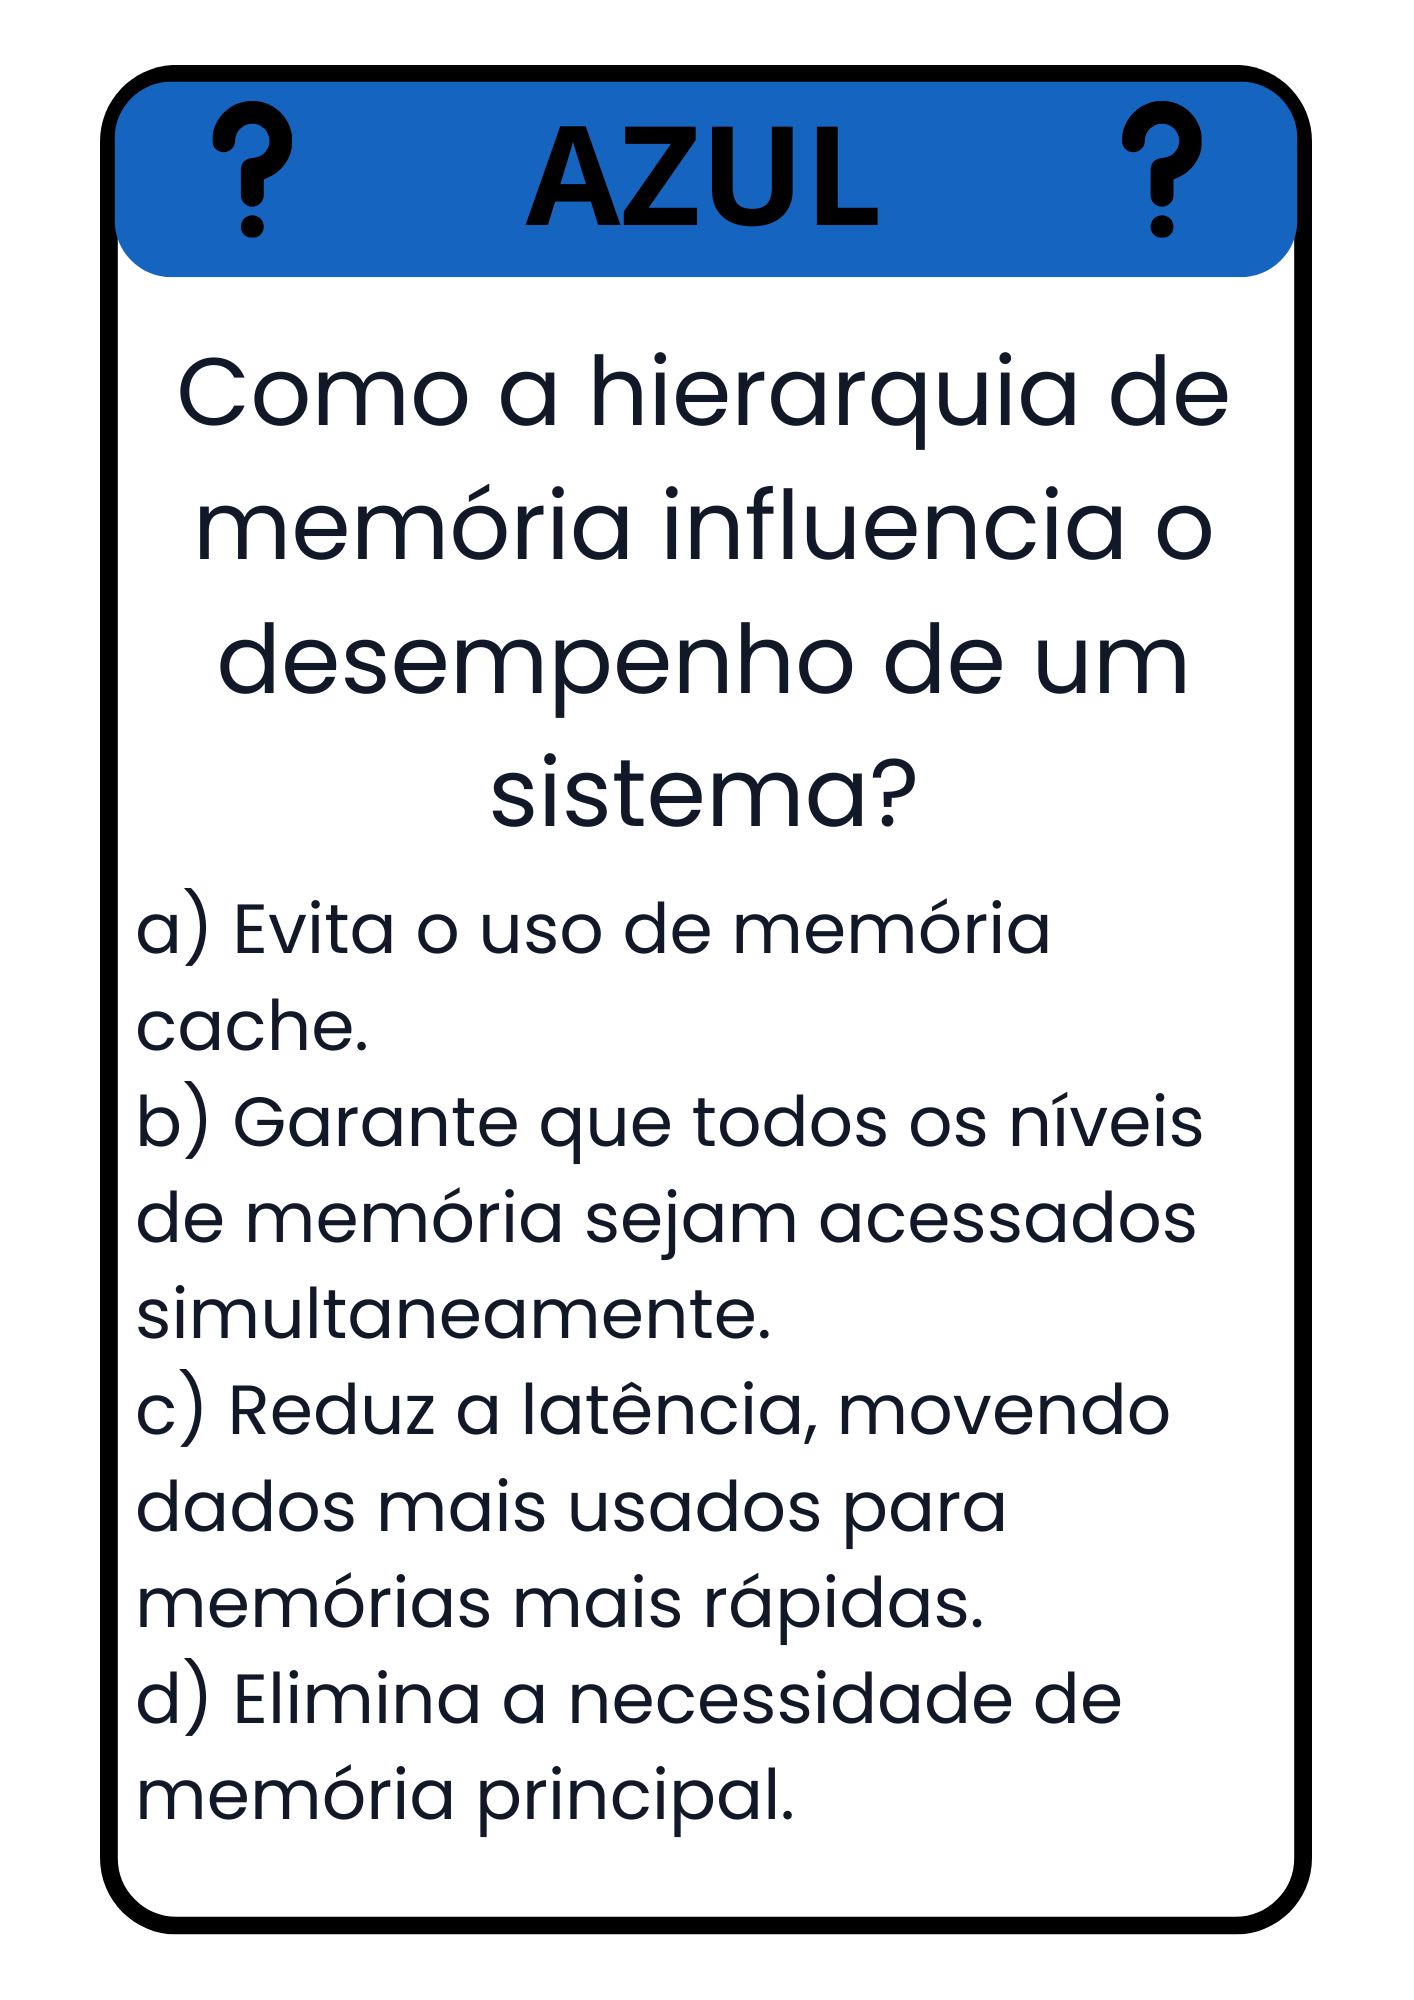 ? AZUL ?
Como a hierarquia de
memória influencia o
desempenho de um
sistema?
a) Evita o uso de memória
cache.
b) Garante que todos os níveis
de memória sejam acessados
simultaneamente.
c) Reduz a latência, movendo
dados mais usados para
memórias mais rápidas.
d) Elimina a necessidade de
memória principal.